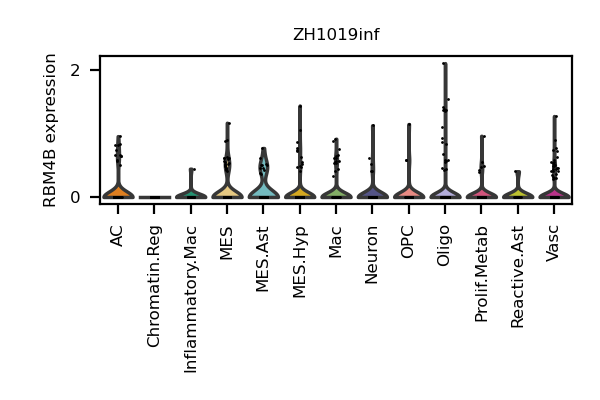 ZH1019inf
RBM4B expression
2
0
AC
Chromatin.Reg
Inflammatory.Mac
MES
MES.Ast
MES.Hyp
Mac
Neuron
OPC
Oligo
Prolif.Metab
Reactive.Ast
Vasc